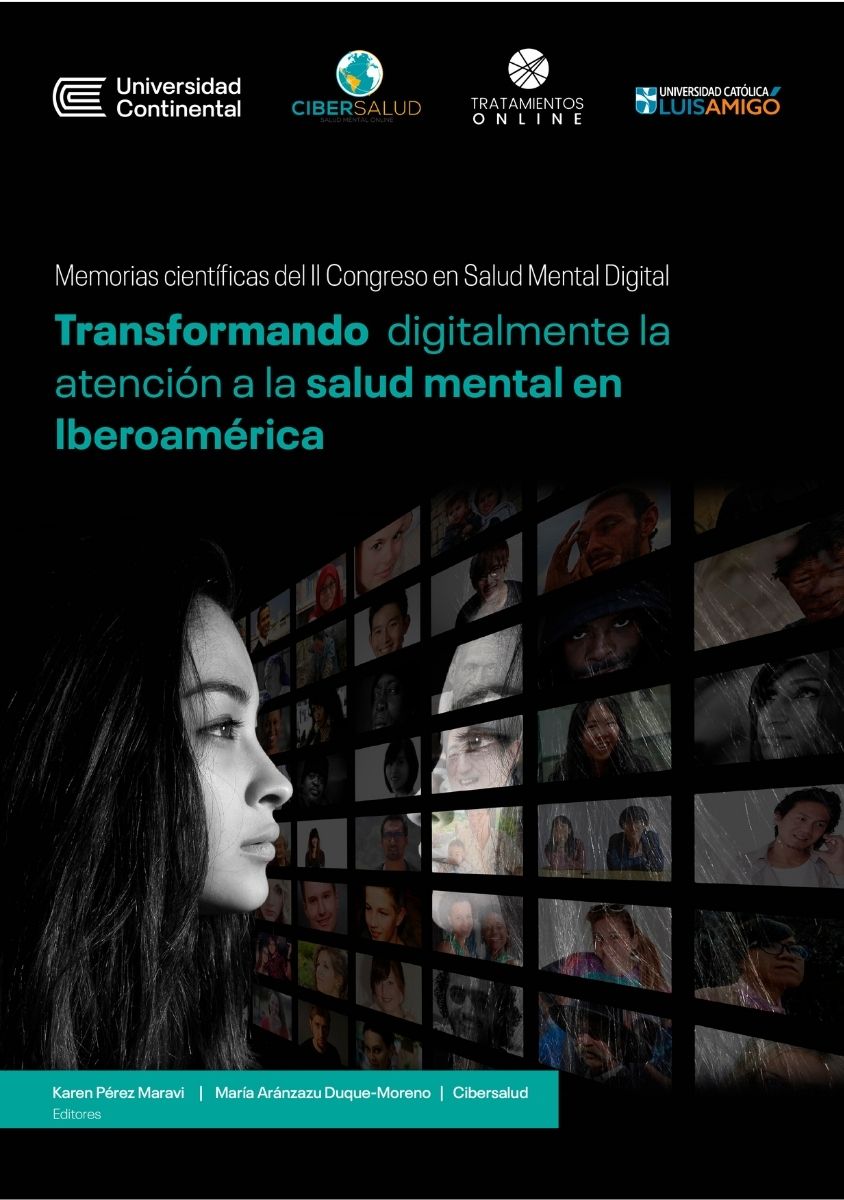 Universidad
Continental
CIBERSALUD
SALUD MENTAL ONLINE
TRATAMIENTOS
ONLINE
UNIVERSIDAD CATÓLICA
LUISAMIGÓ
Memorias científicas del II Congreso en Salud Mental Digital
Transformando digitalmente la
atención a la salud mental en
Iberoamérica
Karen Pérez Maravi | María Aránzazu Duque-Moreno | Cibersalud
Editores